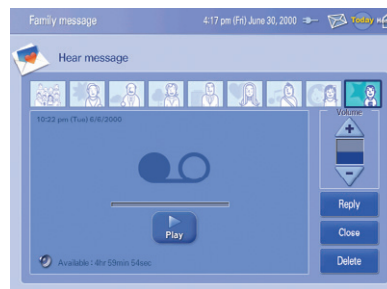 Family message
4:17 pm (Fri) June 30, 2000
Today
Hear message
10:22 pm (Tue) 6/6/2000
Volume
Play
Reply
Close
Delete
Available : 4hr 59min 54sec